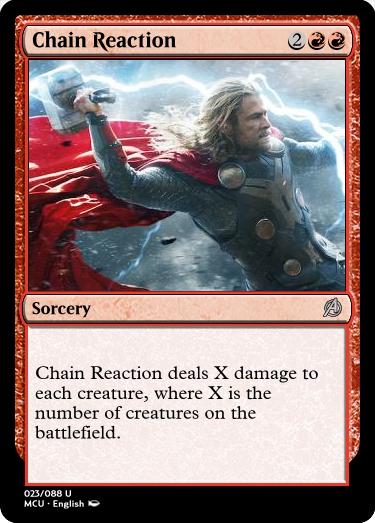 Chain Reaction 2
Sorcery
Chain Reaction deals X damage to
each creature, where X is the
number of creatures on the
battlefield.
023/088 U
MCU • English